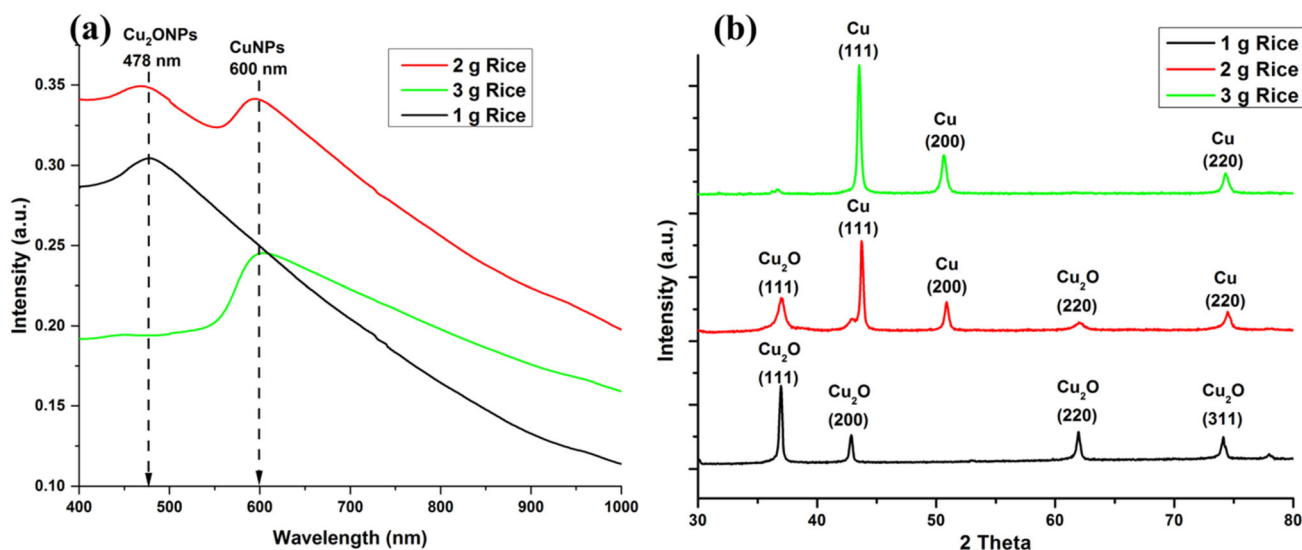 (a)
Cu₂ONPs
478 nm
CuNPs
600 nm
2 g Rice
3 g Rice
1 g Rice
Intensity (a.u.)
0.35
0.30
0.25
0.20
0.15
0.10
400 500 600 700 800 900 1000
Wavelength (nm)
(b)
1 g Rice
2 g Rice
3 g Rice
Cu
(111)
Cu
(200)
Cu
(220)
Cu₂O
(111)
Cu
(111)
Cu
(200)
Cu₂O
(220)
Cu
(220)
Cu₂O
(111)
Cu₂O
(200)
Cu₂O
(220)
Cu₂O
(311)
Intensity (a.u.)
30 40 50 60 70 80
2 Theta